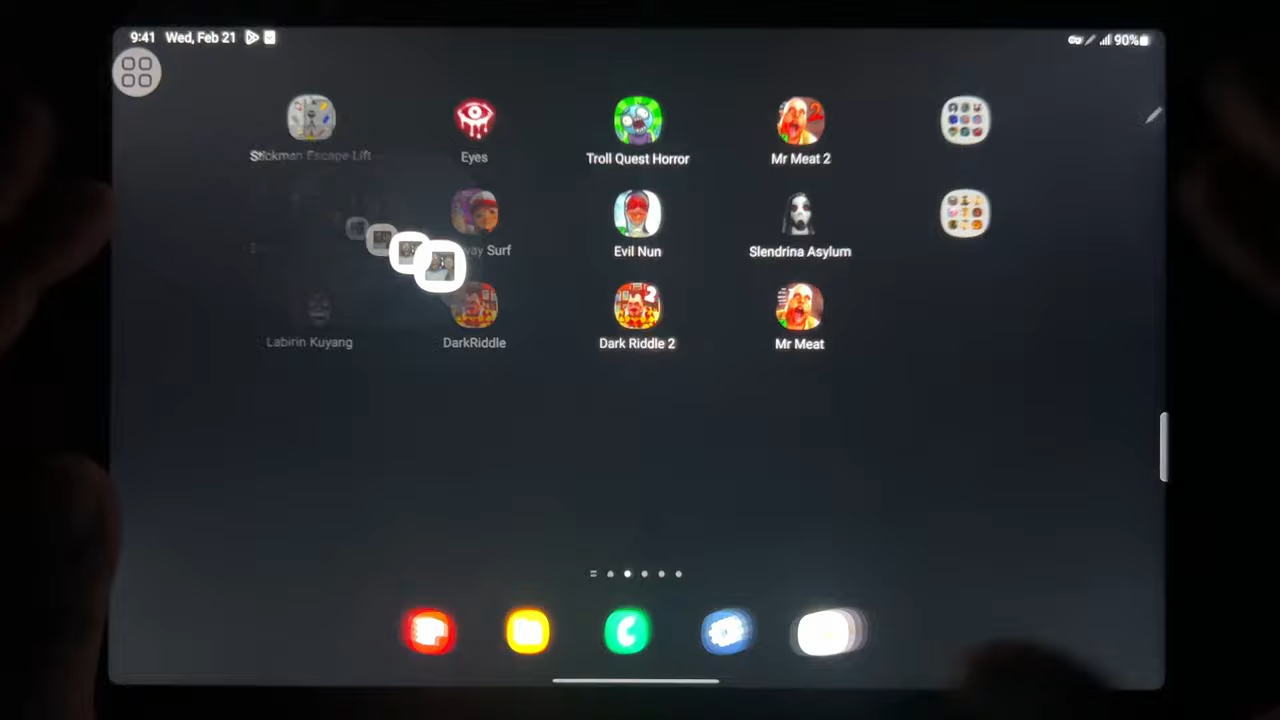 9:41 Wed, Feb 21
90%
Stickman Escape Lift
Eyes
Troll Quest Horror
Mr Meat 2
way Surf
Evil Nun
Slendrina Asylum
2
Labirin Kuyang
DarkRiddle
Dark Riddle 2
Mr Meat